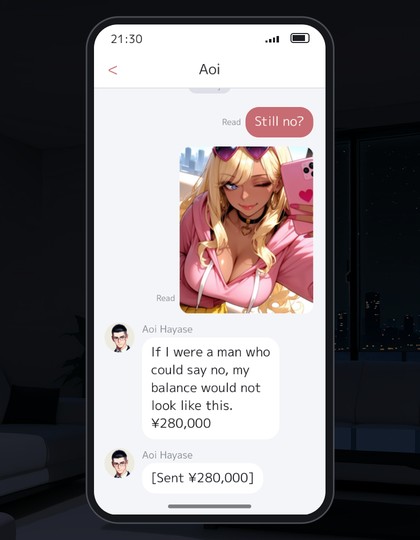 21:30
<
Aoi
Read
Still no?
Read
Aoi Hayase
If I were a man who
could say no, my
balance would not
look like this.
¥280,000
Aoi Hayase
[Sent ¥280,000]